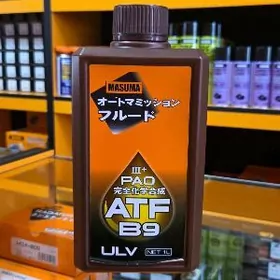 MASUMA
オートマミッション
フルード
III+
PAO
完全化学合成
ATF
B9
ULV
NET 1L